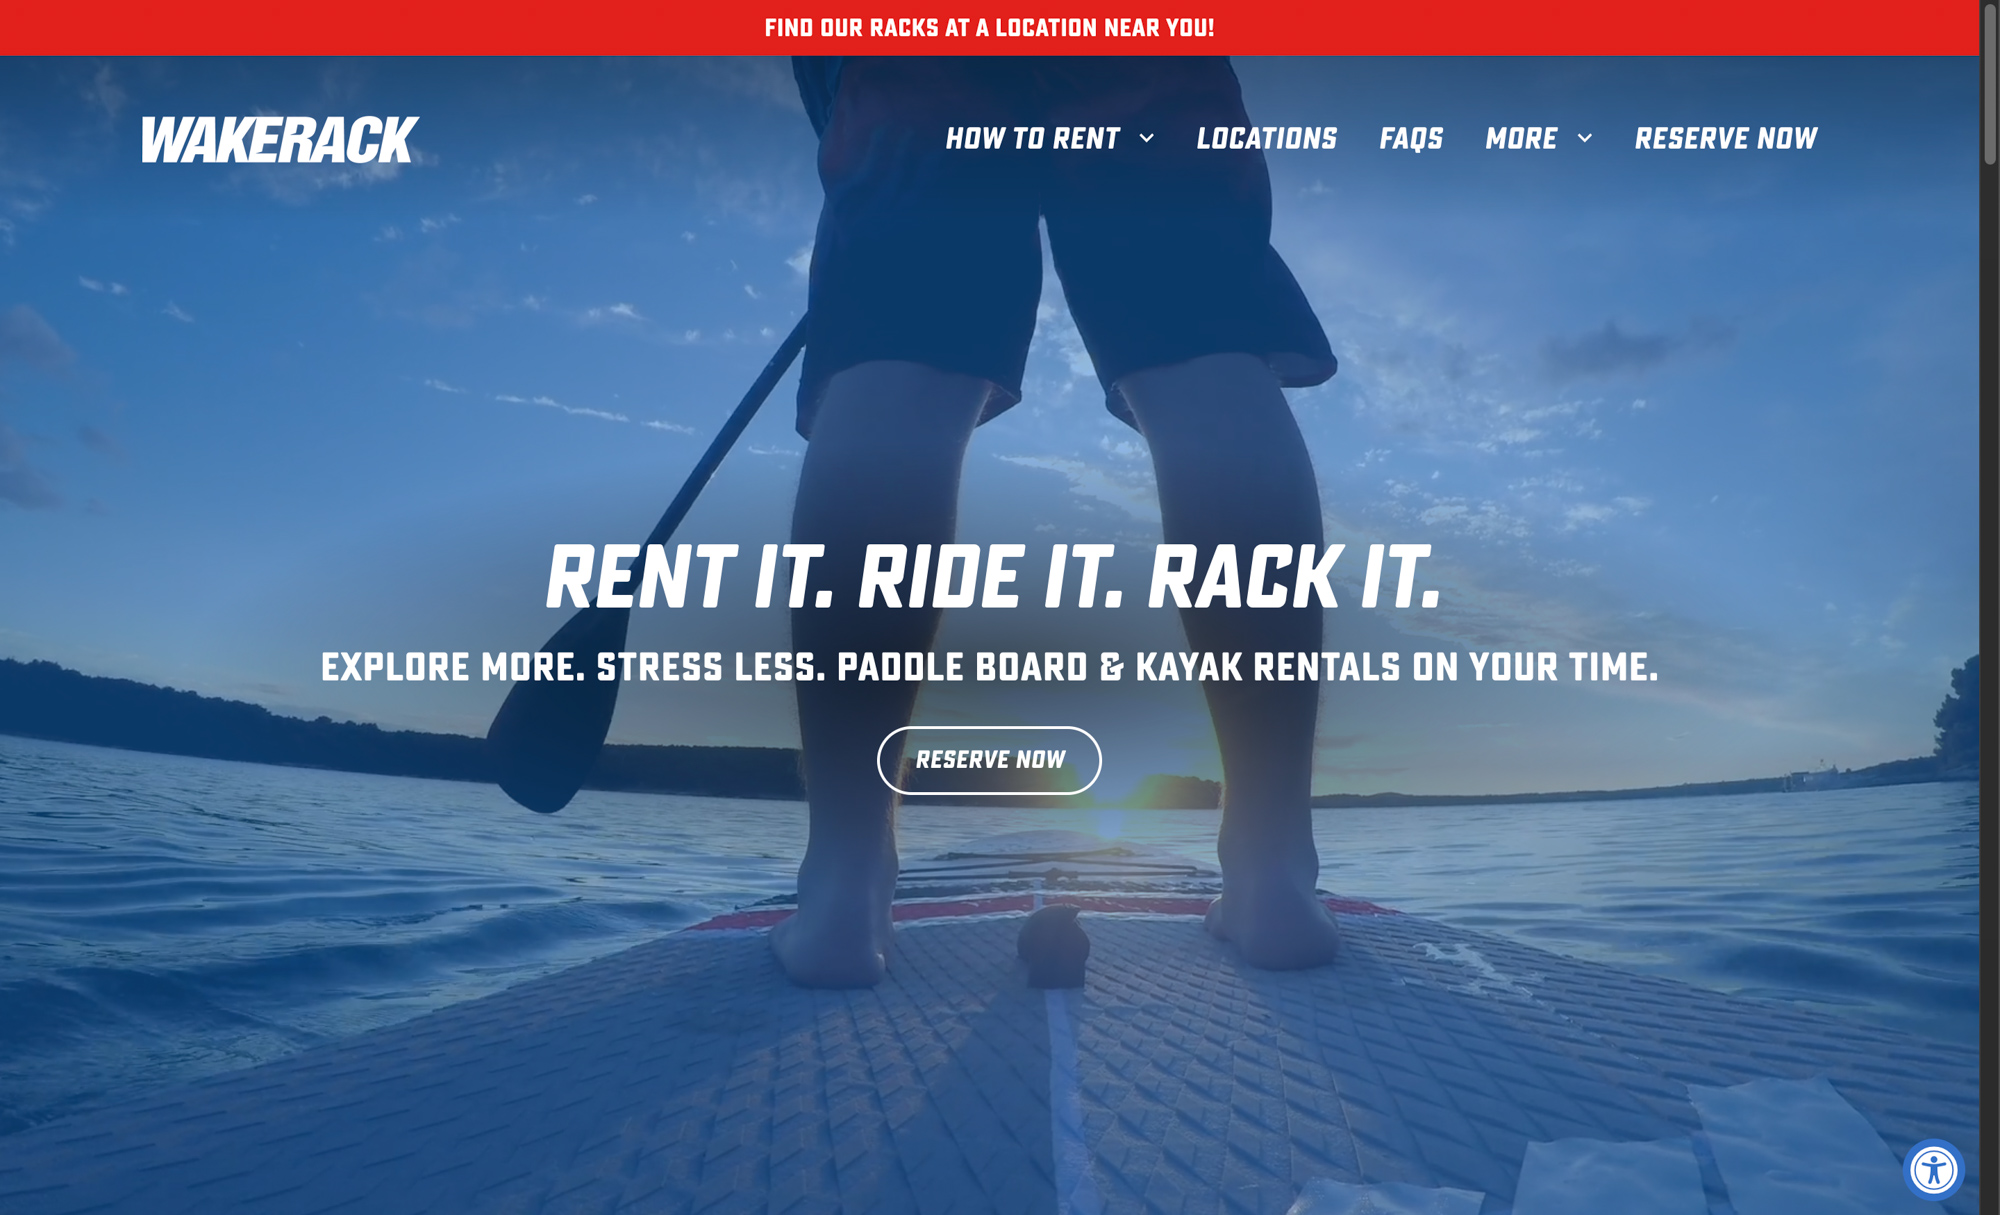 FIND OUR RACKS AT A LOCATION NEAR YOU!
WAKERACK
HOW TO RENT
LOCATIONS
FAQS
MORE
RESERVE NOW
RENT IT. RIDE IT. RACK IT.
EXPLORE MORE. STRESS LESS. PADDLE BOARD & KAYAK RENTALS ON YOUR TIME.
RESERVE NOW